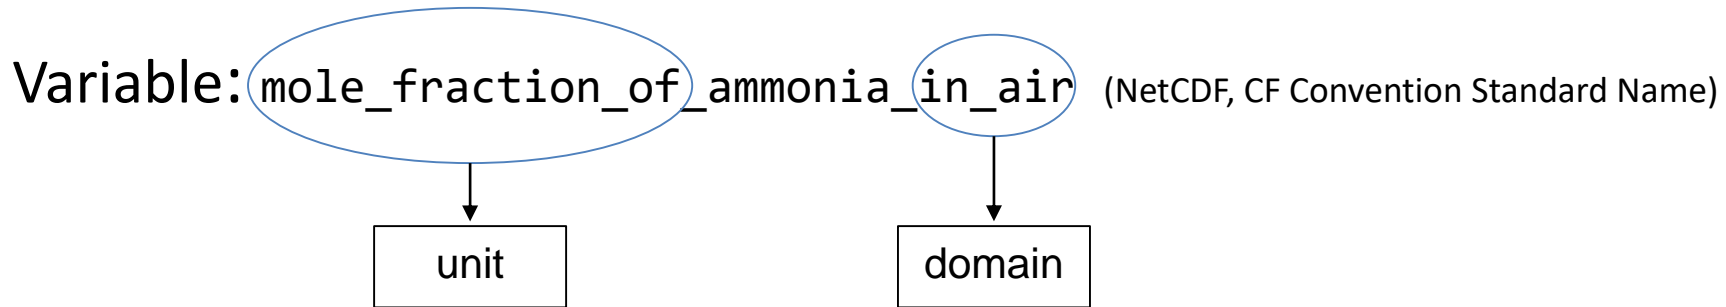 Variable: mole_fraction_of_ammonia_in_air (NetCDF, CF Convention Standard Name)
unit
domain